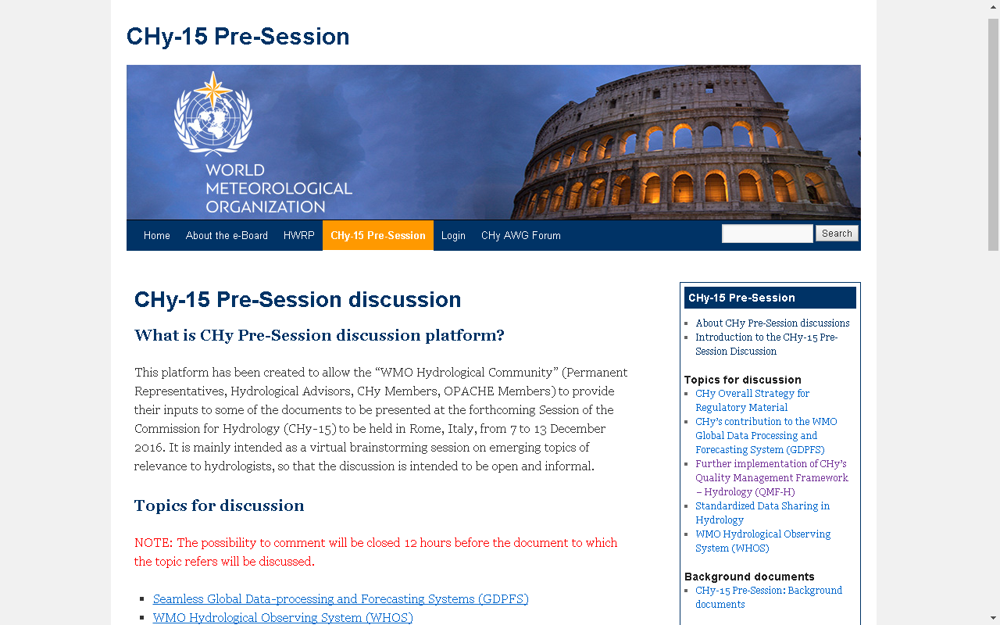 CHy-15 Pre-Session
WORLD
METEOROLOGICAL
ORGANIZATION
Home About the e-Board HWRP CHy-15 Pre-Session Login CHy AWG Forum Search
CHy-15 Pre-Session discussion
What is CHy Pre-Session discussion platform?
This platform has been created to allow the “WMO Hydrological Community” (Permanent
Representatives, Hydrological Advisors, CHy Members, OPACHE Members) to provide
their inputs to some of the documents to be presented at the forthcoming Session of the
Commission for Hydrology (CHy-15) to be held in Rome, Italy, from 7 to 13 December
2016. It is mainly intended as a virtual brainstorming session on emerging topics of
relevance to hydrologists, so that the discussion is intended to be open and informal.
Topics for discussion
NOTE: The possibility to comment will be closed 12 hours before the document to which
the topic refers will be discussed.
Seamless Global Data-processing and Forecasting Systems (GDPFS)
WMO Hydrological Observing System (WHOS)
CHy-15 Pre-Session
About CHy Pre-Session discussions
Introduction to the CHy-15 Pre-
Session Discussion
Topics for discussion
CHy Overall Strategy for
Regulatory Material
CHy’s contribution to the WMO
Global Data Processing and
Forecasting System (GDPFS)
Further implementation of CHy’s
Quality Management Framework
– Hydrology (QMF-H)
Standardized Data Sharing in
Hydrology
WMO Hydrological Observing
System (WHOS)
Background documents
CHy-15 Pre-Session: Background
documents